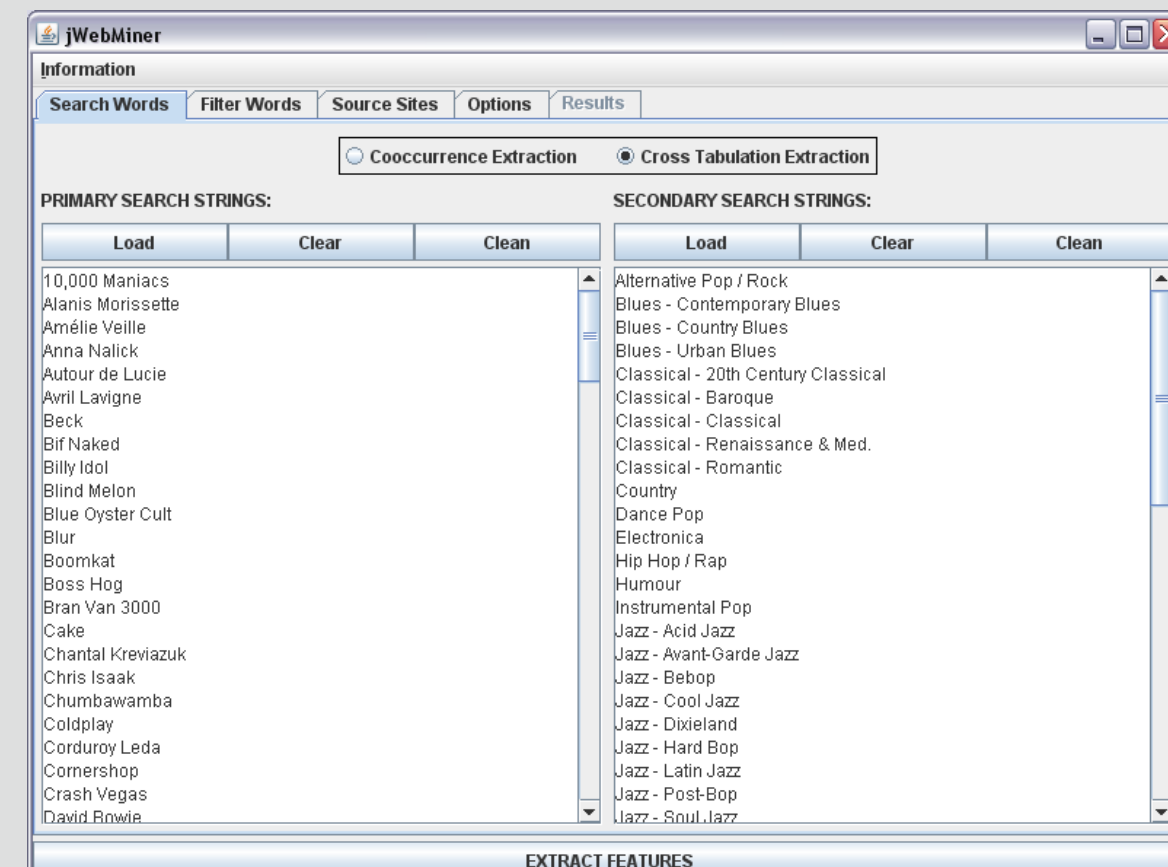 jWebMiner
Information
Search Words Filter Words Source Sites Options Results
Cooccurrence Extraction Cross Tabulation Extraction
PRIMARY SEARCH STRINGS:
Load Clear Clean
10,000 Maniacs
Alanis Morissette
Amélie Veille
Anna Nalick
Autour de Lucie
Avril Lavigne
Beck
Bif Naked
Billy Idol
Blind Melon
Blue Oyster Cult
Blur
Boomkat
Boss Hog
Bran Van 3000
Cake
Chantal Kreviazuk
Chris Isaak
Chumbawamba
Coldplay
Corduroy Leda
Cornershop
Crash Vegas
David Bowie
SECONDARY SEARCH STRINGS:
Load Clear Clean
Alternative Pop / Rock
Blues - Contemporary Blues
Blues - Country Blues
Blues - Urban Blues
Classical - 20th Century Classical
Classical - Baroque
Classical - Classical
Classical - Renaissance & Med.
Classical - Romantic
Country
Dance Pop
Electronica
Hip Hop / Rap
Humour
Instrumental Pop
Jazz - Acid Jazz
Jazz - Avant-Garde Jazz
Jazz - Bebop
Jazz - Cool Jazz
Jazz - Dixieland
Jazz - Hard Bop
Jazz - Latin Jazz
Jazz - Post-Bop
Jazz - Soul Jazz
EXTRACT FEATURES